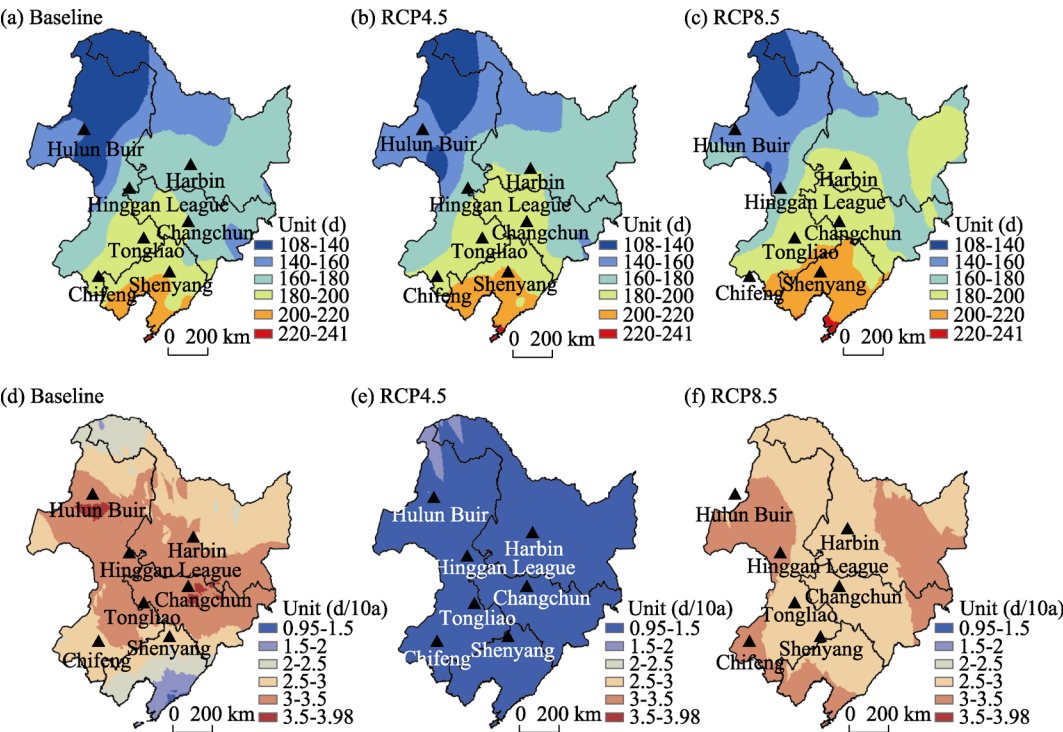 (a) Baseline
Hulun Buir
Harbin
Hinggan League
Changchun
Tongliao
Chifeng
Shenyang
Unit (d)
108-140
140-160
160-180
180-200
200-220
220-241
0 200 km
(b) RCP4.5
Hulun Buir
Harbin
Hinggan League
Changchun
Tongliao
Chifeng
Shenyang
Unit (d)
108-140
140-160
160-180
180-200
200-220
220-241
0 200 km
(c) RCP8.5
Hulun Buir
Harbin
Hinggan League
Changchun
Tongliao
Chifeng
Shenyang
Unit (d)
108-140
140-160
160-180
180-200
200-220
220-241
0 200 km
(d) Baseline
Hulun Buir
Harbin
Hinggan League
Changchun
Tongliao
Chifeng
Shenyang
Unit (d/10a)
0.95-1.5
1.5-2
2-2.5
2.5-3
3-3.5
3.5-3.98
0 200 km
(e) RCP4.5
Hulun Buir
Harbin
Hinggan League
Changchun
Tongliao
Chifeng
Shenyang
Unit (d/10a)
0.95-1.5
1.5-2
2-2.5
2.5-3
3-3.5
3.5-3.98
0 200 km
(f) RCP8.5
Hulun Buir
Harbin
Hinggan League
Changchun
Tongliao
Chifeng
Shenyang
Unit (d/10a)
0.95-1.5
1.5-2
2-2.5
2.5-3
3-3.5
3.5-3.98
0 200 km